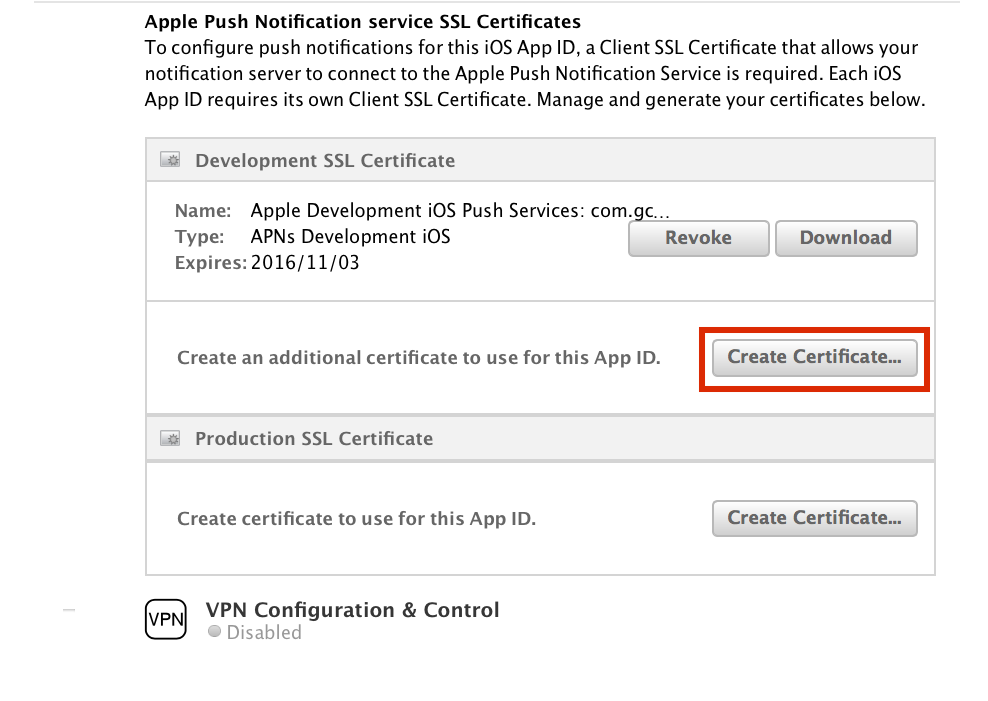 Apple Push Notification service SSL Certificates
To configure push notifications for this iOS App ID, a Client SSL Certificate that allows your
notification server to connect to the Apple Push Notification Service is required. Each iOS
App ID requires its own Client SSL Certificate. Manage and generate your certificates below.
Development SSL Certificate
Name: Apple Development iOS Push Services: com.gc...
Type: APNs Development iOS
Expires: 2016/11/03
Revoke Download
Create an additional certificate to use for this App ID. Create Certificate...
Production SSL Certificate
Create certificate to use for this App ID. Create Certificate...
VPN VPN Configuration & Control
Disabled